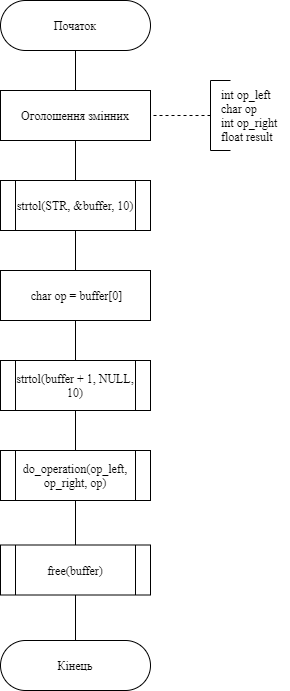 Початок
Оголошення змінних
int op_left
char op
int op_right
float result
strtol(STR, &buffer, 10)
char op = buffer[0]
strtol(buffer + 1, NULL,
10)
do_operation(op_left,
op_right, op)
free(buffer)
Кінець